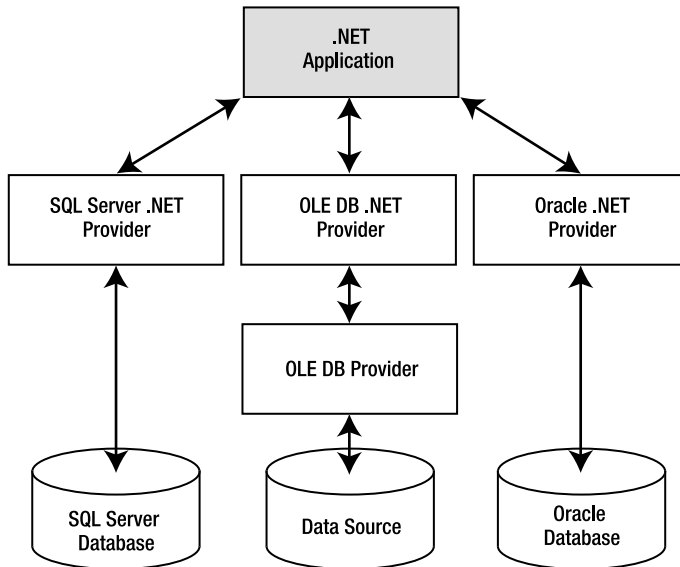 .NET
Application
SQL Server .NET
Provider
OLE DB .NET
Provider
Oracle .NET
Provider
OLE DB Provider
SQL Server
Database
Data Source
Oracle
Database